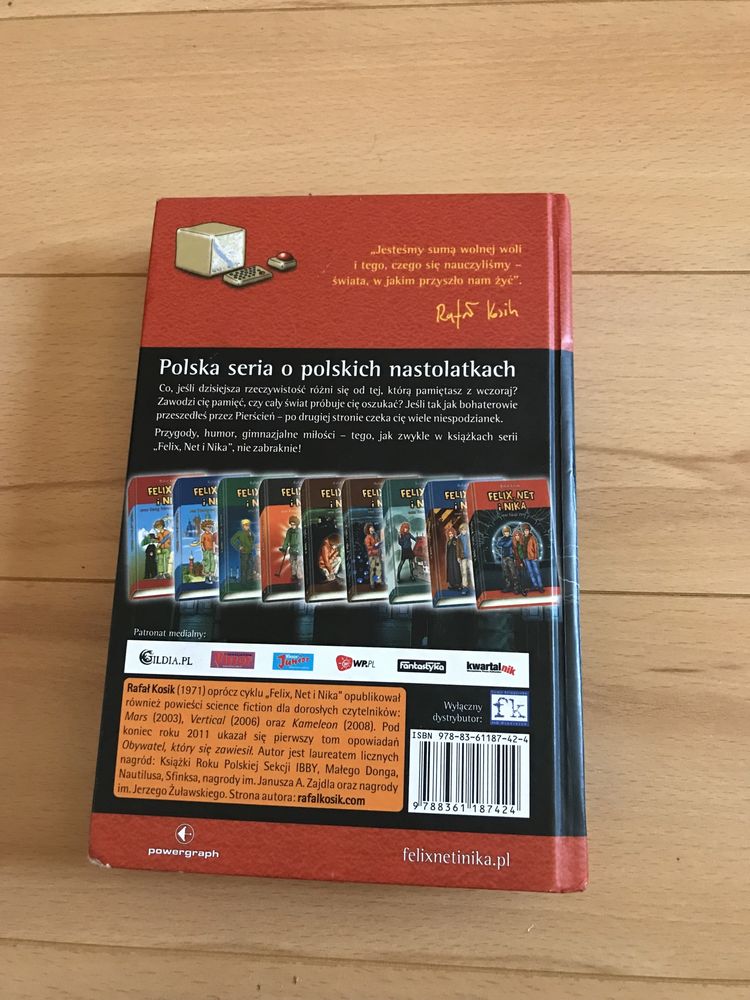 „Jesteśmy sumą wolnej woli
i tego, czego się nauczyliśmy –
świata, w jakim przyszło nam żyć”.
Rafał Kosik
Polska seria o polskich nastolatkach
Co, jeśli dzisiejsza rzeczywistość różni się od tej, którą pamiętasz z wczoraj?
Zawodzi cię pamięć, czy cały świat próbuje cię oszukać? Jeśli tak jak bohaterowie
przeszedłeś przez Pierścień – po drugiej stronie czeka cię wiele niespodzianek.
Przygody, humor, gimnazjalne miłości – tego, jak zwykle w książkach serii
„Felix, Net i Nika”, nie zabraknie!
FELIX, NET
i NIKA
Patronat medialny:
GILDIA.PL
Victor
Junior
WP.PL
fantastyka
kwartalnik
Rafał Kosik (1971) oprócz cyklu „Felix, Net i Nika” opublikował
również powieści science fiction dla dorosłych czytelników:
Mars (2003), Vertical (2006) oraz Kameleon (2008). Pod
koniec roku 2011 ukazał się pierwszy tom opowiadań
Obywatel, który się zawiesił. Autor jest laureatem licznych
nagród: Książki Roku Polskiej Sekcji IBBY, Małego Donga,
Nautilusa, Sfinksa, nagrody im. Janusza A. Zajdla oraz nagrody
im. Jerzego Żuławskiego. Strona autora: rafalkosik.com
Wyłączny
dystrybutor:
fk
ISBN 978-83-61187-42-4
9 788361 187424
powergraph
felixnetinika.pl